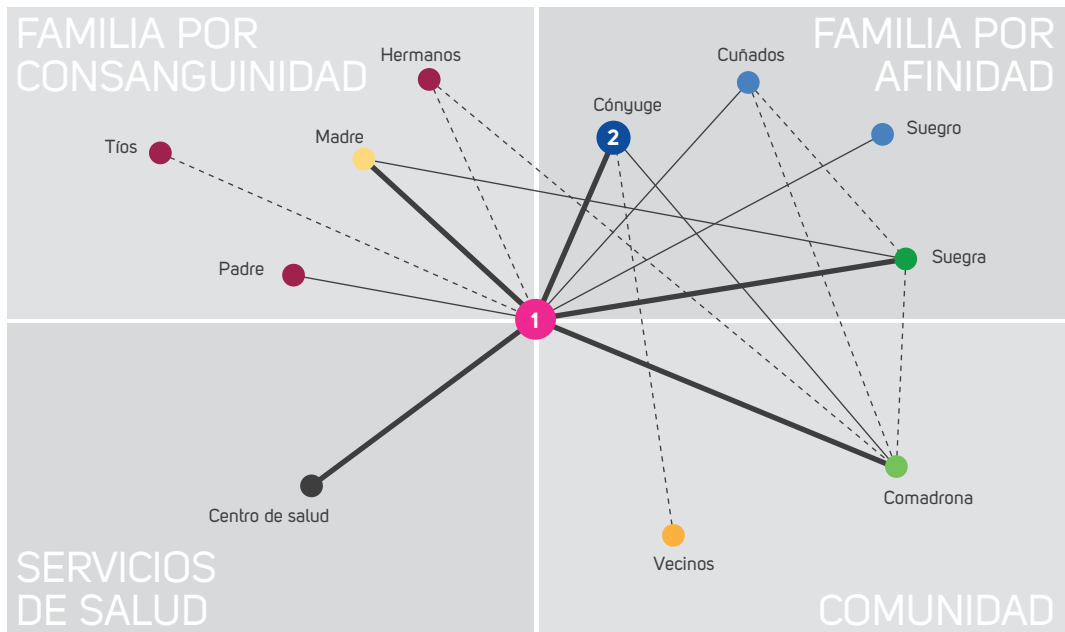 FAMILIA POR
CONSANGUINIDAD
Hermanos
Tíos
Madre
Padre
FAMILIA POR
AFINIDAD
Cuñados
Cónyuge
2
Suegro
Suegra
1
Centro de salud
SERVICIOS
DE SALUD
Comadrona
Vecinos
COMUNIDAD